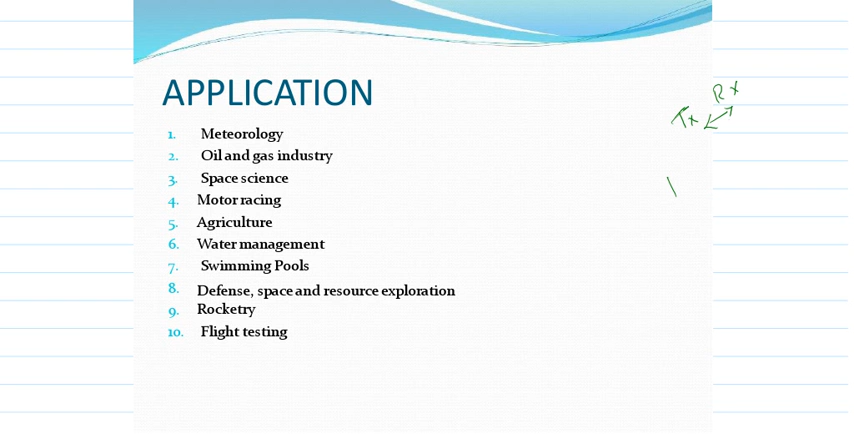 APPLICATION
1. Meteorology
2. Oil and gas industry
3. Space science
4. Motor racing
5. Agriculture
6. Water management
7. Swimming Pools
8. Defense, space and resource exploration
9. Rocketry
10. Flight testing
Rx
Tx